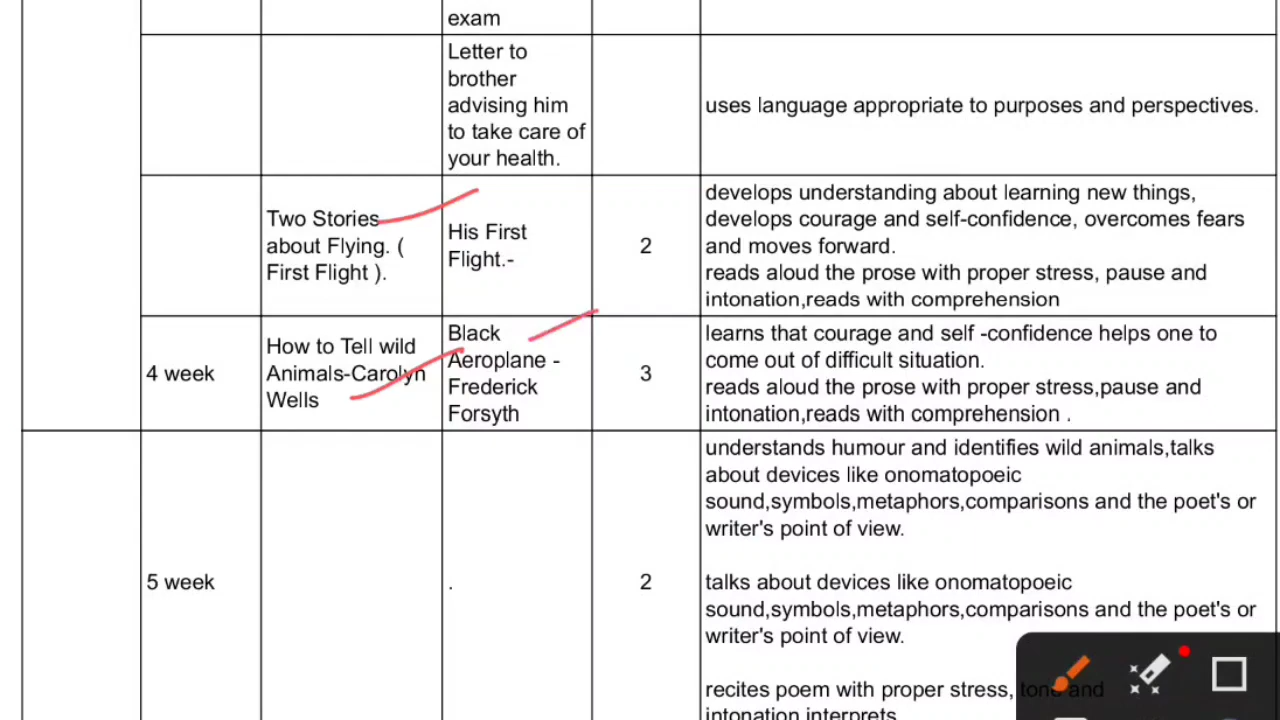 exam
Letter to
brother
advising him
to take care of
your health.
uses language appropriate to purposes and perspectives.
Two Stories
about Flying. (
First Flight ).
His First
Flight.-
2
develops understanding about learning new things,
develops courage and self-confidence, overcomes fears
and moves forward.
reads aloud the prose with proper stress, pause and
intonation,reads with comprehension
4 week
How to Tell wild
Animals-Carolyn
Wells
Black
Aeroplane -
Frederick
Forsyth
3
learns that courage and self -confidence helps one to
come out of difficult situation.
reads aloud the prose with proper stress,pause and
intonation,reads with comprehension .
5 week
.
2
understands humour and identifies wild animals,talks
about devices like onomatopoeic
sound,symbols,metaphors,comparisons and the poet's or
writer's point of view.
talks about devices like onomatopoeic
sound,symbols,metaphors,comparisons and the poet's or
writer's point of view.
recites poem with proper stress, tone and
intonation interprets